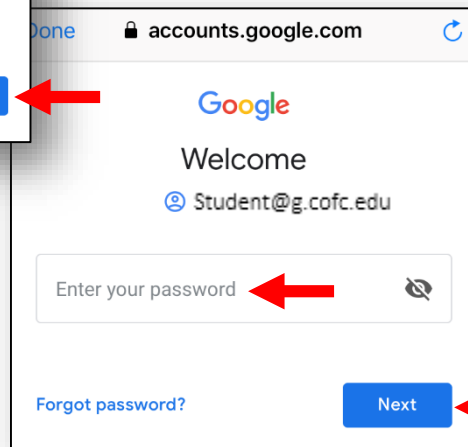 Done accounts.google.com
Google
Welcome
Student@g.cofc.edu
Enter your password
Forgot password? Next